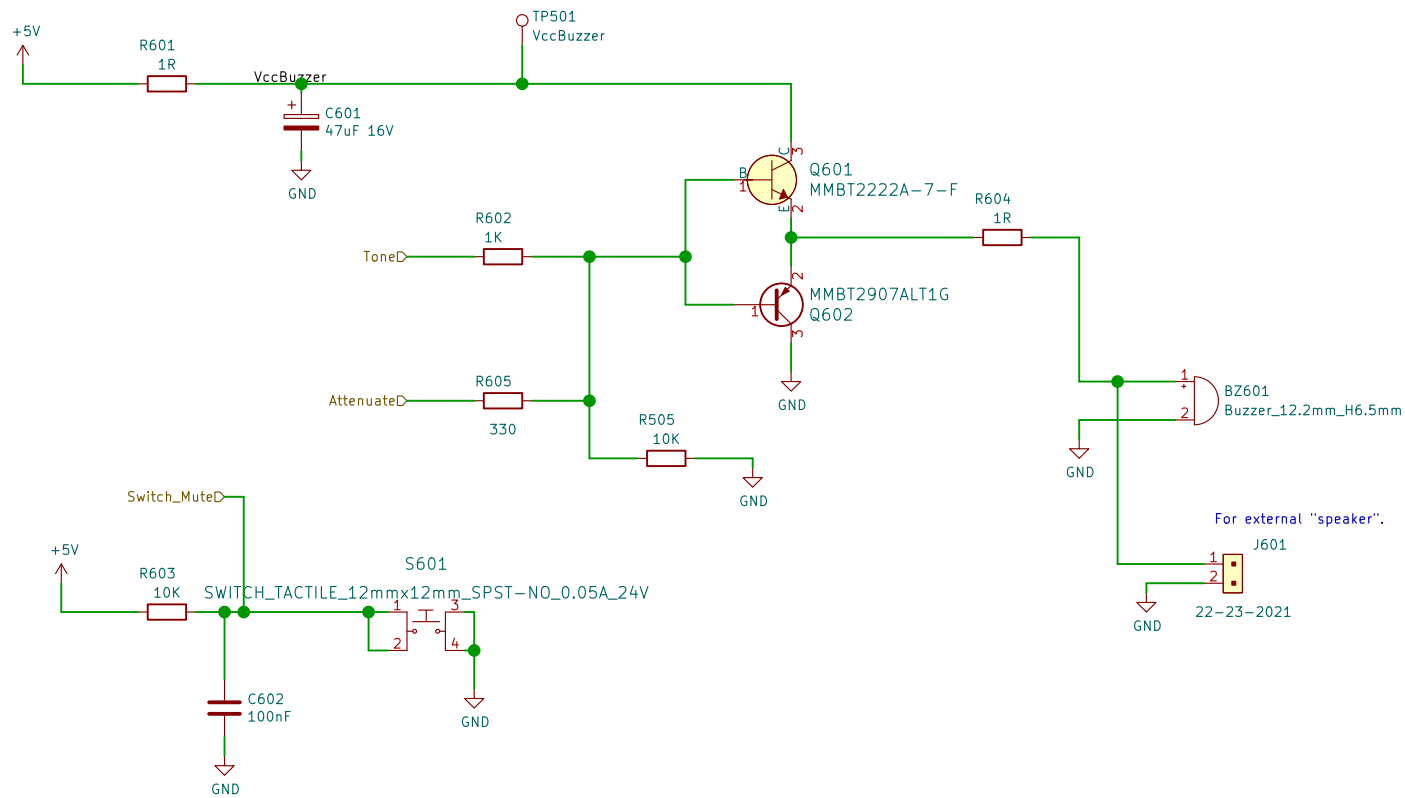 +5V
R601
1R
VccBuzzer
TP501
VccBuzzer
+
C601
47uF 16V
GND
C
3
B
1
Q601
MMBT2222A-7-F
E
2
R602
1K
Tone
R604
1R
2
MMBT2907ALT1G
Q602
1
3
GND
R605
Attenuate
330
R505
10K
GND
1
+
2
BZ601
Buzzer_12.2mm_H6.5mm
GND
Switch_Mute
For external "speaker".
J601
1
2
GND
22-23-2021
+5V
R603
10K
S601
SWITCH_TACTILE_12mmx12mm_SPST-NO_0.05A_24V
1
3
2
4
GND
C602
100nF
GND